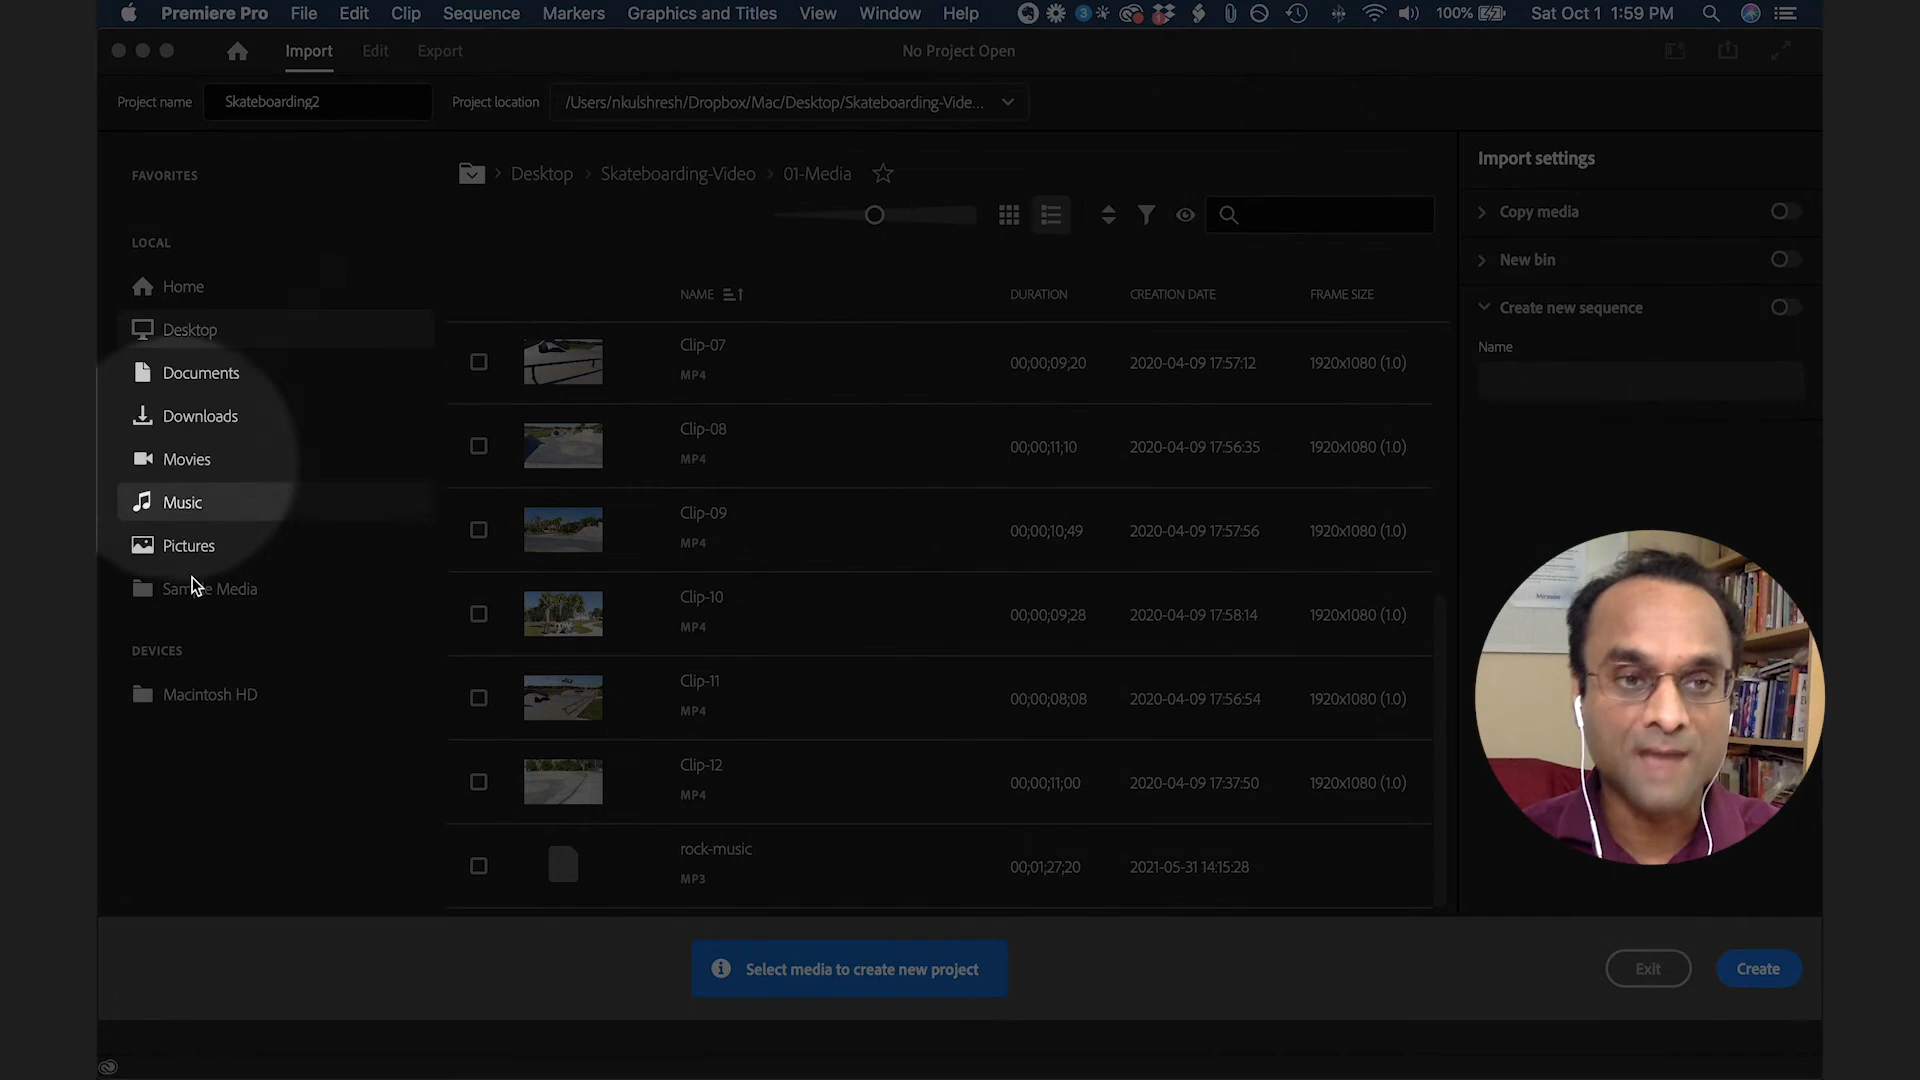 Premiere Pro File Edit Clip Sequence Markers Graphics and Titles View Window Help 3 1 100% Sat Oct 1 1:59 PM
Import Edit Export No Project Open
Project name Skateboarding2 Project location /Users/nkulshresh/Dropbox/Mac/Desktop/Skateboarding-Vide...
FAVORITES
LOCAL
Home
Desktop
Documents
Downloads
Movies
Music
Pictures
Sample Media
DEVICES
Macintosh HD
Desktop > Skateboarding-Video > 01-Media
NAME DURATION CREATION DATE FRAME SIZE
Clip-07
MP4
00;00;09;20 2020-04-09 17:57:12 1920x1080 (1.0)
Clip-08
MP4
00;00;11;10 2020-04-09 17:56:35 1920x1080 (1.0)
Clip-09
MP4
00;00;10;49 2020-04-09 17:57:56 1920x1080 (1.0)
Clip-10
MP4
00;00;09;28 2020-04-09 17:58:14 1920x1080 (1.0)
Clip-11
MP4
00;00;08;08 2020-04-09 17:56:54 1920x1080 (1.0)
Clip-12
MP4
00;00;11;00 2020-04-09 17:37:50 1920x1080 (1.0)
rock-music
MP3
00;01;27;20 2021-05-31 14:15:28
Import settings
Copy media
New bin
Create new sequence
Name
Select media to create new project
Exit
Create